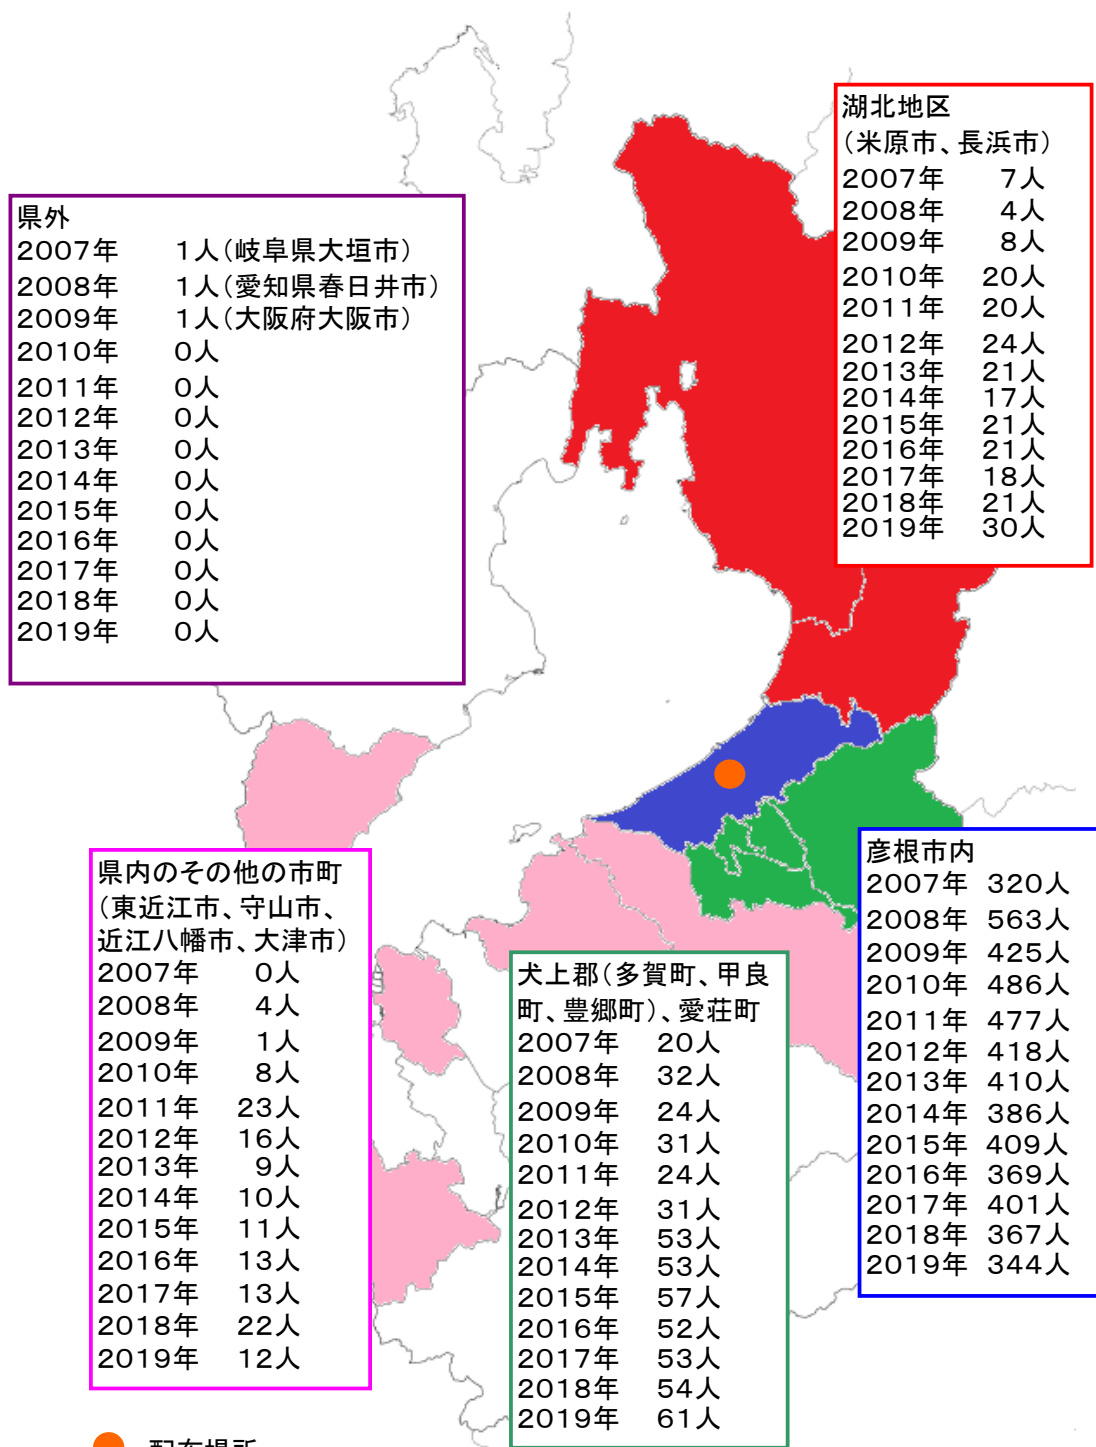 湖北地区
(米原市、長浜市)
2007年 7人
2008年 4人
2009年 8人
2010年 20人
2011年 20人
2012年 24人
2013年 21人
2014年 17人
2015年 21人
2016年 21人
2017年 18人
2018年 21人
2019年 30人
県外
2007年 1人(岐阜県大垣市)
2008年 1人(愛知県春日井市)
2009年 1人(大阪府大阪市)
2010年 0人
2011年 0人
2012年 0人
2013年 0人
2014年 0人
2015年 0人
2016年 0人
2017年 0人
2018年 0人
2019年 0人
彦根市内
2007年 320人
2008年 563人
2009年 425人
2010年 486人
2011年 477人
2012年 418人
2013年 410人
2014年 386人
2015年 409人
2016年 369人
2017年 401人
2018年 367人
2019年 344人
県内のその他の市町
(東近江市、守山市、
近江八幡市、大津市)
2007年 0人
2008年 4人
2009年 1人
2010年 8人
2011年 23人
2012年 16人
2013年 9人
2014年 10人
2015年 11人
2016年 13人
2017年 13人
2018年 22人
2019年 12人
犬上郡(多賀町、甲良
町、豊郷町)、愛荘町
2007年 20人
2008年 32人
2009年 24人
2010年 31人
2011年 24人
2012年 31人
2013年 53人
2014年 53人
2015年 57人
2016年 52人
2017年 53人
2018年 54人
2019年 61人
配布場所